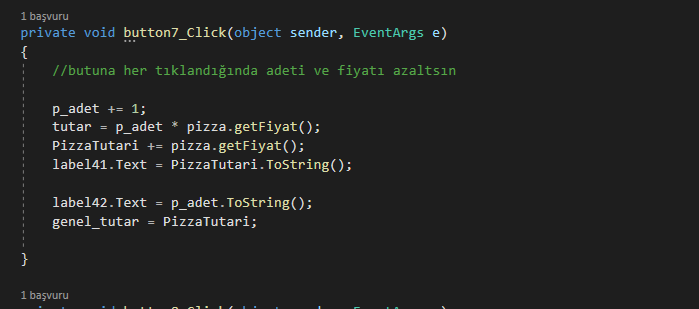 1 başvuru
private void button7_Click(object sender, EventArgs e)
{
//butuna her tıklandığında adeti ve fiyatı azaltsın
p_adet += 1;
tutar = p_adet * pizza.getFiyat();
PizzaTutari += pizza.getFiyat();
label41.Text = PizzaTutari.ToString();
label42.Text = p_adet.ToString();
genel_tutar = PizzaTutari;
}
1 başvuru